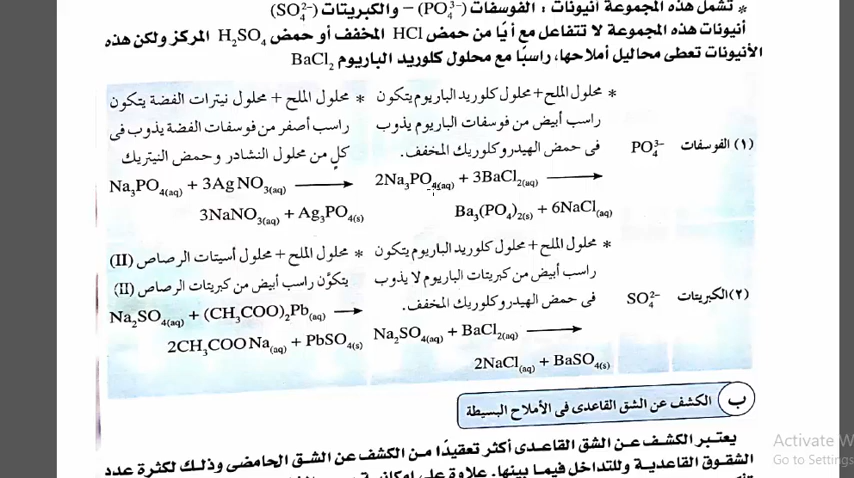 * تشمل هذه المجموعة أنيونات : الفوسفات (PO₄³⁻) – والكبريتات (SO₄²⁻)
أنيونات هذه المجموعة لا تتفاعل مع أيًا من حمض HCl المخفف أو حمض H₂SO₄ المركز ولكن هذه
الأنيونات تعطى محاليل أملاحها، راسبًا مع محلول كلوريد الباريوم BaCl₂
(١) الفوسفات PO₄³⁻
* محلول الملح + محلول كلوريد الباريوم يتكون
راسب أبيض من فوسفات الباريوم يذوب
فى حمض الهيدروكلوريك المخفف.
2Na₃PO₄(aq) + 3BaCl₂(aq) ⟶
Ba₃(PO₄)₂(s) + 6NaCl(aq)
* محلول الملح + محلول نيترات الفضة يتكون
راسب أصفر من فوسفات الفضة يذوب فى
كل من محلول النشادر وحمض النيتريك
Na₃PO₄(aq) + 3AgNO₃(aq) ⟶
3NaNO₃(aq) + Ag₃PO₄(s)
(٢) الكبريتات SO₄²⁻
* محلول الملح + محلول كلوريد الباريوم يتكون
راسب أبيض من كبريتات الباريوم لا يذوب
فى حمض الهيدروكلوريك المخفف.
Na₂SO₄(aq) + BaCl₂(aq) ⟶
2NaCl(aq) + BaSO₄(s)
* محلول الملح + محلول أسيتات الرصاص (II)
يتكوَّن راسب أبيض من كبريتات الرصاص (II)
Na₂SO₄(aq) + (CH₃COO)₂Pb(aq) ⟶
2CH₃COONa(aq) + PbSO₄(s)
ب الكشف عن الشق القاعدى فى الأملاح البسيطة
يعتبر الكشف عن الشق القاعدى أكثر تعقيدًا من الكشف عن الشق الحامضى وذلك لكثرة عدد
الشقوق القاعدية وللتداخل فيما بينها. علاوة على إمكانية
Activate W
Go to Settings